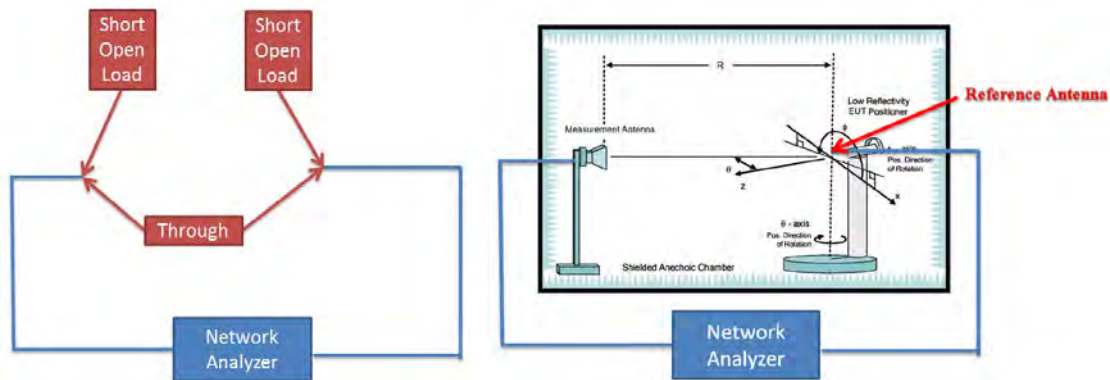 Short
Open
Load
Short
Open
Load
Through
Network
Analyzer
R
Reference Antenna
Low Reflectivity
EUT Positioner
Measurement Antenna
ϕ
axis
Pos. Direction
of Rotation
θ
Z
x
θ - axis
Pos. Direction
of Rotation
Shielded Anechoic Chamber
Network
Analyzer